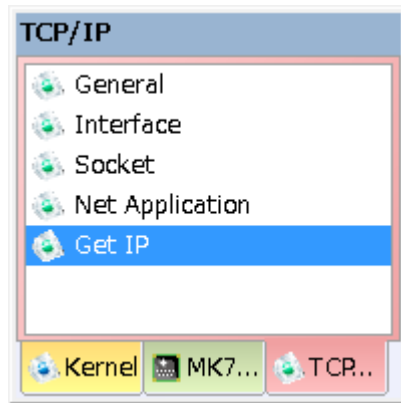 TCP/IP
General
Interface
Socket
Net Application
Get IP
Kernel MK7... TCP...